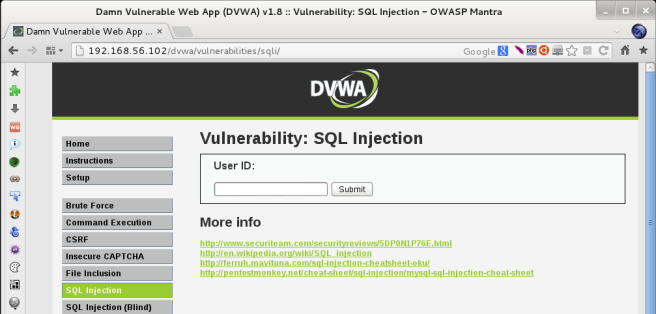 Damn Vulnerable Web App (DVWA) v1.8 :: Vulnerability: SQL Injection - OWASP Mantra
Damn Vulnerable Web App ...
192.168.56.102/dvwa/vulnerabilities/sqli/
Google
DVWA
Home
Instructions
Setup
Brute Force
Command Execution
CSRF
Insecure CAPTCHA
File Inclusion
SQL Injection
SQL Injection (Blind)
Vulnerability: SQL Injection
User ID:
Submit
More info
http://www.securiteam.com/securityreviews/5DP0N1P76E.html
http://en.wikipedia.org/wiki/SQL_injection
http://ferruh.mavituna.com/sql-injection-cheatsheet-oku/
http://pentestmonkey.net/cheat-sheet/sql-injection/mysql-sql-injection-cheat-sheet